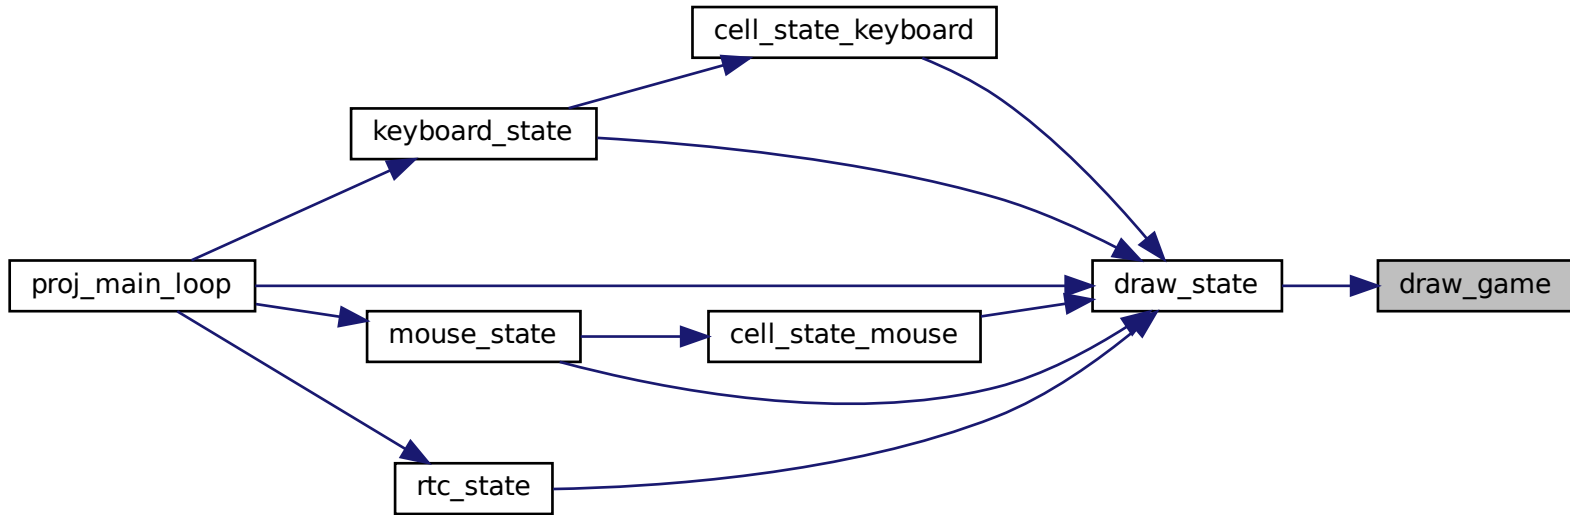 cell_state_keyboard
keyboard_state
proj_main_loop
draw_state
draw_game
mouse_state
cell_state_mouse
rtc_state